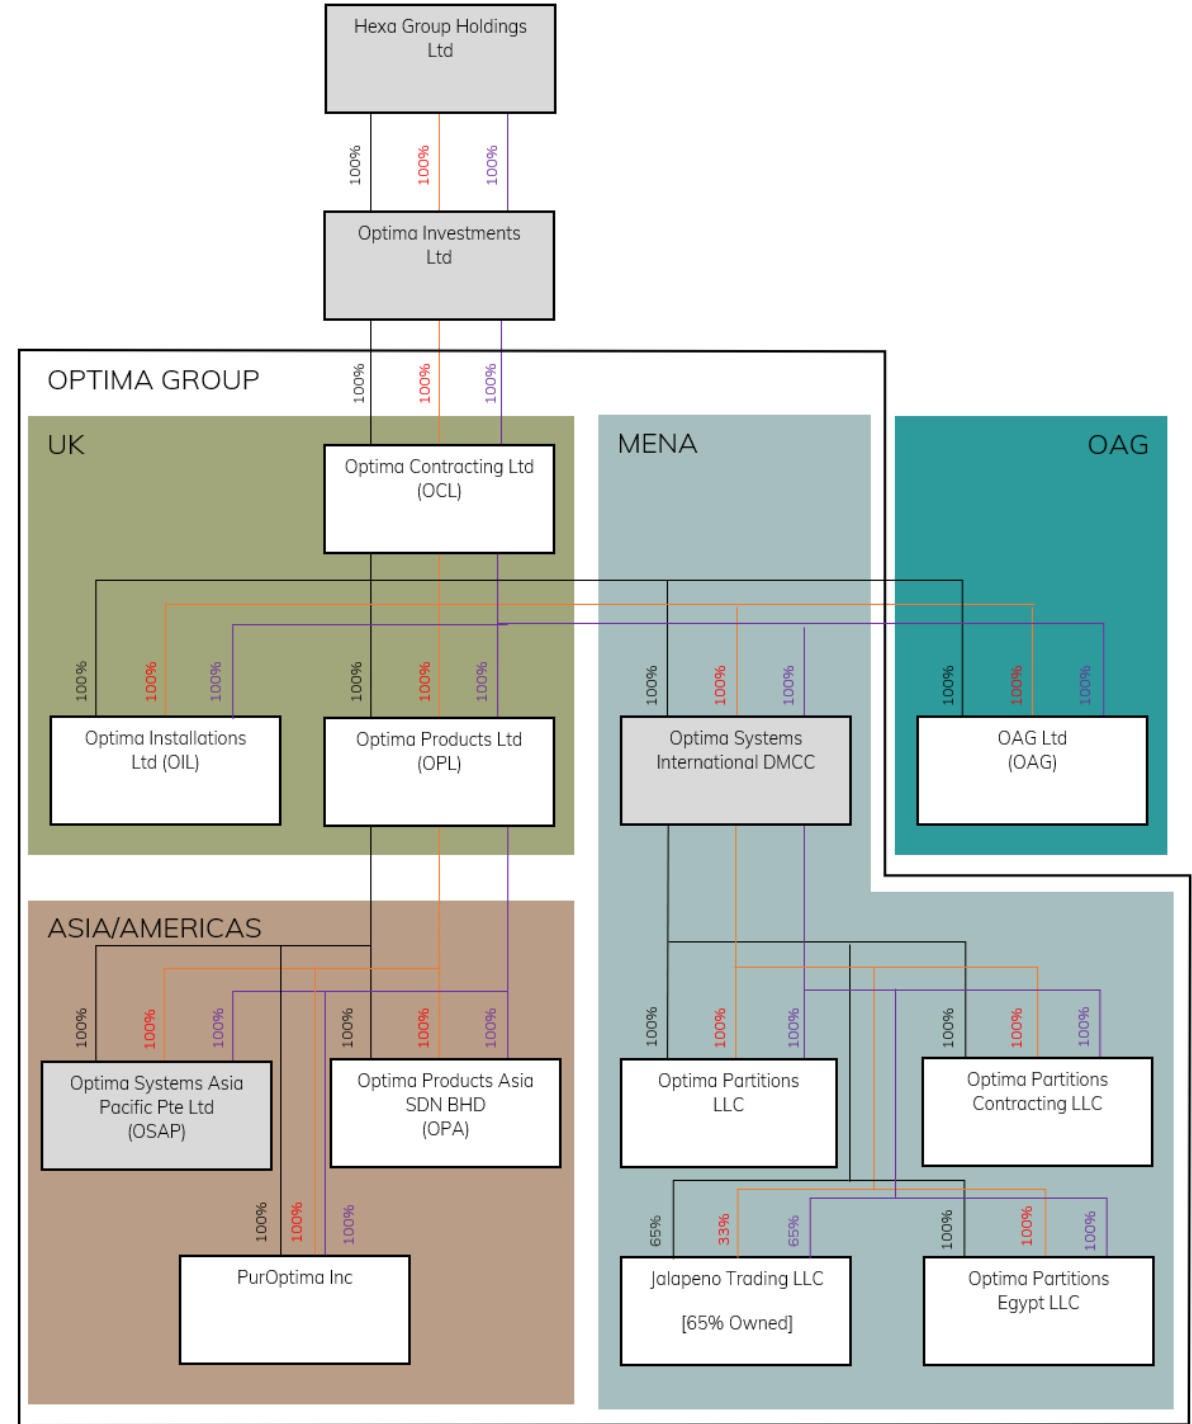 Hexa Group Holdings
Ltd
100%
100%
100%
Optima Investments
Ltd
OPTIMA GROUP
100%
100%
100%
UK
MENA
OAG
Optima Contracting Ltd
(OCL)
100%
100%
100%
100%
100%
100%
100%
100%
100%
100%
100%
100%
Optima Installations
Ltd (OIL)
Optima Products Ltd
(OPL)
Optima Systems
International DMCC
OAG Ltd
(OAG)
ASIA/AMERICAS
100%
100%
100%
100%
100%
100%
100%
100%
100%
100%
100%
100%
Optima Systems Asia
Pacific Pte Ltd
(OSAP)
Optima Products Asia
SDN BHD
(OPA)
Optima Partitions
LLC
Optima Partitions
Contracting LLC
100%
100%
100%
65%
33%
65%
100%
100%
100%
PurOptima Inc
Jalapeno Trading LLC
[65% Owned]
Optima Partitions
Egypt LLC